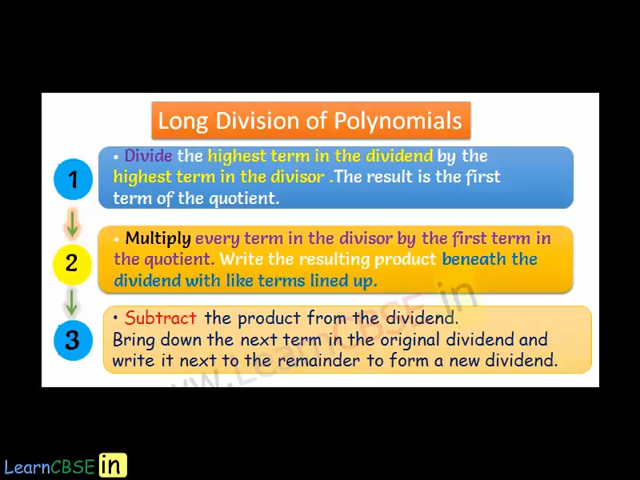 Long Division of Polynomials
1
• Divide the highest term in the dividend by the
highest term in the divisor .The result is the first
term of the quotient.
2
• Multiply every term in the divisor by the first term in
the quotient. Write the resulting product beneath the
dividend with like terms lined up.
3
• Subtract the product from the dividend.
Bring down the next term in the original dividend and
write it next to the remainder to form a new dividend.
www.LearnCBSE in
LearnCBSE in